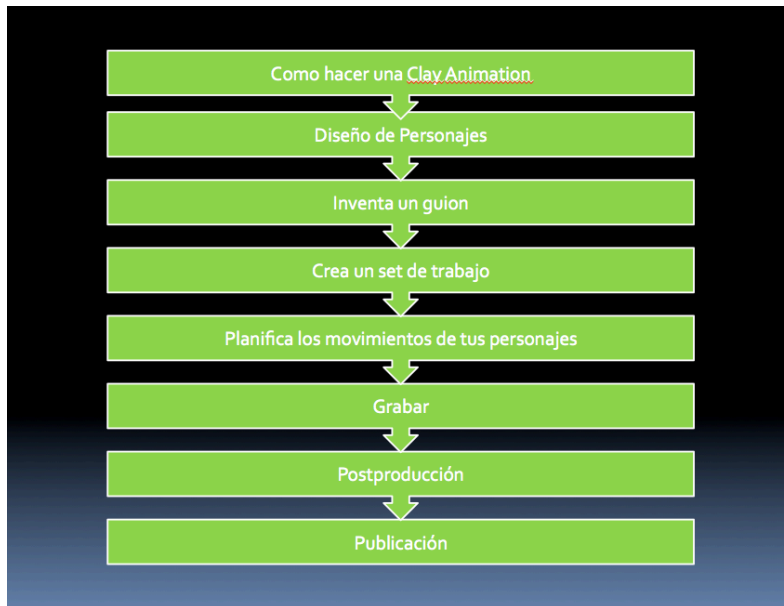 Como hacer una Clay Animation
Diseño de Personajes
Inventa un guion
Crea un set de trabajo
Planifica los movimientos de tus personajes
Grabar
Postproducción
Publicación